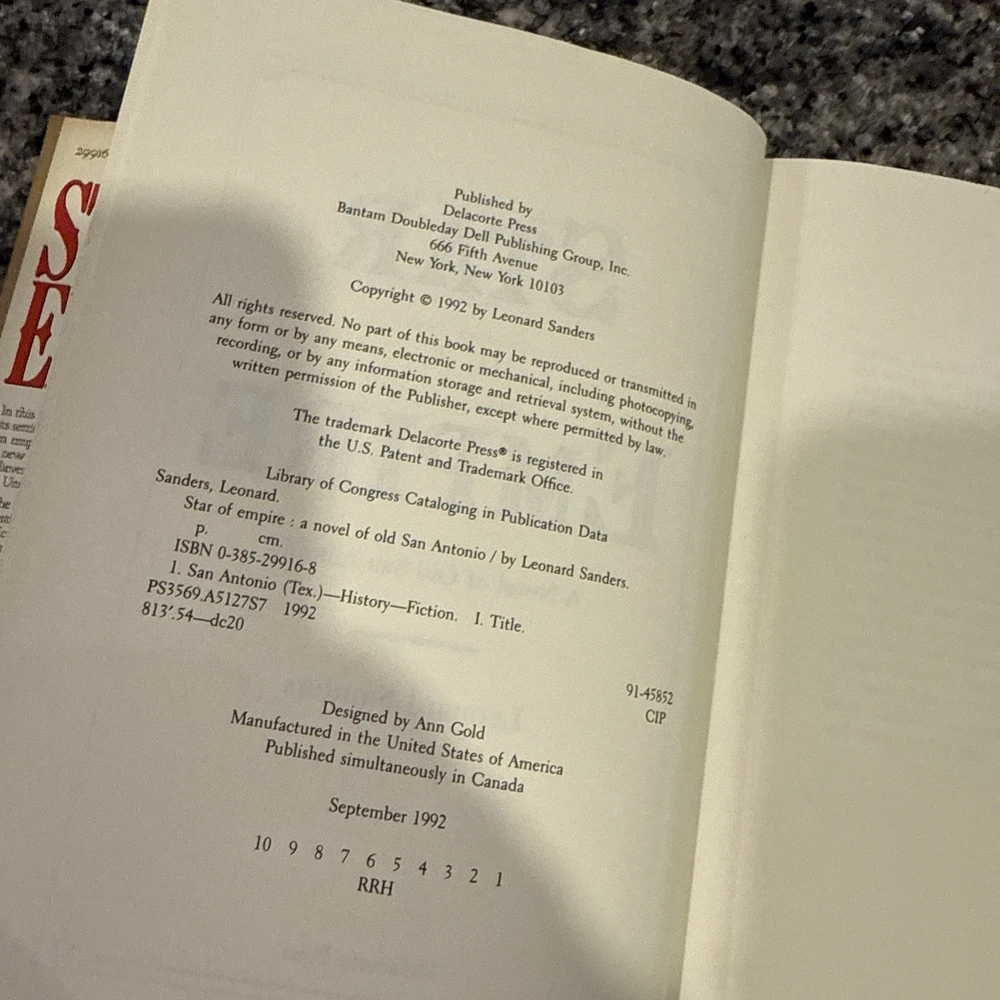 29916
S
E
Published by
Delacorte Press
Bantam Doubleday Dell Publishing Group, Inc.
666 Fifth Avenue
New York, New York 10103
Copyright © 1992 by Leonard Sanders
All rights reserved. No part of this book may be reproduced or transmitted in
any form or by any means, electronic or mechanical, including photocopying,
recording, or by any information storage and retrieval system, without the
written permission of the Publisher, except where permitted by law.
The trademark Delacorte Press® is registered in
the U.S. Patent and Trademark Office.
Library of Congress Cataloging in Publication Data
Sanders, Leonard.
Star of empire : a novel of old San Antonio / by Leonard Sanders.
p. cm.
ISBN 0-385-29916-8
1. San Antonio (Tex.)—History—Fiction. I. Title.
PS3569.A5127S7 1992
813'.54—dc20
91-45852
CIP
Designed by Ann Gold
Manufactured in the United States of America
Published simultaneously in Canada
September 1992
10 9 8 7 6 5 4 3 2 1
RRH